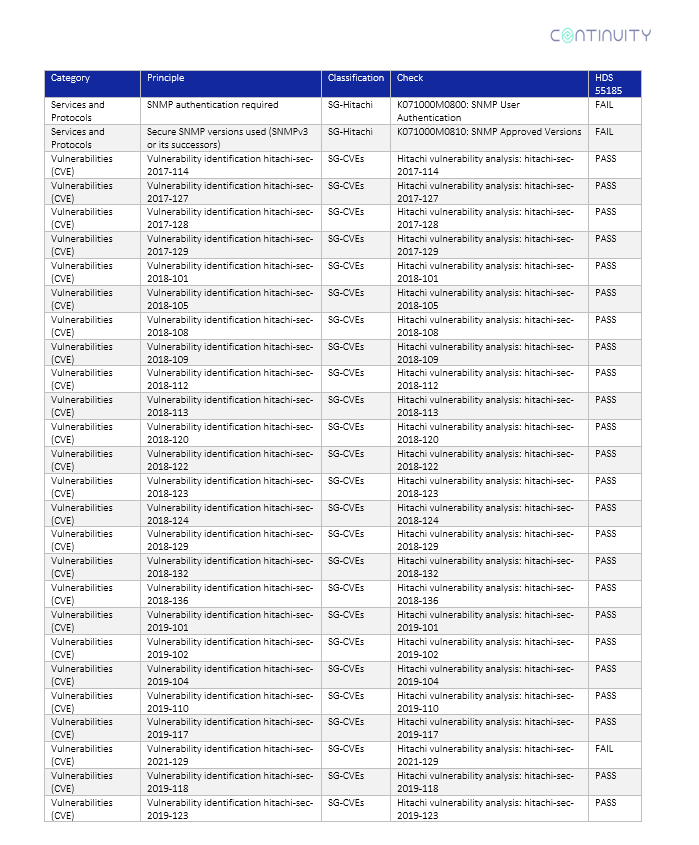 CONTINUITY
Category Principle Classification Check HDS
55185
Services and SNMP authentication required SG-Hitachi K071000M0800: SNMP User FAIL
Protocols Authentication
Services and Secure SNMP versions used (SNMPv3 SG-Hitachi K071000M0810: SNMP Approved Versions FAIL
Protocols or its successors)
Vulnerabilities Vulnerability identification hitachi-sec- SG-CVEs Hitachi vulnerability analysis: hitachi-sec- PASS
(CVE) 2017-114 2017-114
Vulnerabilities Vulnerability identification hitachi-sec- SG-CVEs Hitachi vulnerability analysis: hitachi-sec- PASS
(CVE) 2017-127 2017-127
Vulnerabilities Vulnerability identification hitachi-sec- SG-CVEs Hitachi vulnerability analysis: hitachi-sec- PASS
(CVE) 2017-128 2017-128
Vulnerabilities Vulnerability identification hitachi-sec- SG-CVEs Hitachi vulnerability analysis: hitachi-sec- PASS
(CVE) 2017-129 2017-129
Vulnerabilities Vulnerability identification hitachi-sec- SG-CVEs Hitachi vulnerability analysis: hitachi-sec- PASS
(CVE) 2018-101 2018-101
Vulnerabilities Vulnerability identification hitachi-sec- SG-CVEs Hitachi vulnerability analysis: hitachi-sec- PASS
(CVE) 2018-105 2018-105
Vulnerabilities Vulnerability identification hitachi-sec- SG-CVEs Hitachi vulnerability analysis: hitachi-sec- PASS
(CVE) 2018-108 2018-108
Vulnerabilities Vulnerability identification hitachi-sec- SG-CVEs Hitachi vulnerability analysis: hitachi-sec- PASS
(CVE) 2018-109 2018-109
Vulnerabilities Vulnerability identification hitachi-sec- SG-CVEs Hitachi vulnerability analysis: hitachi-sec- PASS
(CVE) 2018-112 2018-112
Vulnerabilities Vulnerability identification hitachi-sec- SG-CVEs Hitachi vulnerability analysis: hitachi-sec- PASS
(CVE) 2018-113 2018-113
Vulnerabilities Vulnerability identification hitachi-sec- SG-CVEs Hitachi vulnerability analysis: hitachi-sec- PASS
(CVE) 2018-120 2018-120
Vulnerabilities Vulnerability identification hitachi-sec- SG-CVEs Hitachi vulnerability analysis: hitachi-sec- PASS
(CVE) 2018-122 2018-122
Vulnerabilities Vulnerability identification hitachi-sec- SG-CVEs Hitachi vulnerability analysis: hitachi-sec- PASS
(CVE) 2018-123 2018-123
Vulnerabilities Vulnerability identification hitachi-sec- SG-CVEs Hitachi vulnerability analysis: hitachi-sec- PASS
(CVE) 2018-124 2018-124
Vulnerabilities Vulnerability identification hitachi-sec- SG-CVEs Hitachi vulnerability analysis: hitachi-sec- PASS
(CVE) 2018-129 2018-129
Vulnerabilities Vulnerability identification hitachi-sec- SG-CVEs Hitachi vulnerability analysis: hitachi-sec- PASS
(CVE) 2018-132 2018-132
Vulnerabilities Vulnerability identification hitachi-sec- SG-CVEs Hitachi vulnerability analysis: hitachi-sec- PASS
(CVE) 2018-136 2018-136
Vulnerabilities Vulnerability identification hitachi-sec- SG-CVEs Hitachi vulnerability analysis: hitachi-sec- PASS
(CVE) 2019-101 2019-101
Vulnerabilities Vulnerability identification hitachi-sec- SG-CVEs Hitachi vulnerability analysis: hitachi-sec- PASS
(CVE) 2019-102 2019-102
Vulnerabilities Vulnerability identification hitachi-sec- SG-CVEs Hitachi vulnerability analysis: hitachi-sec- PASS
(CVE) 2019-104 2019-104
Vulnerabilities Vulnerability identification hitachi-sec- SG-CVEs Hitachi vulnerability analysis: hitachi-sec- PASS
(CVE) 2019-110 2019-110
Vulnerabilities Vulnerability identification hitachi-sec- SG-CVEs Hitachi vulnerability analysis: hitachi-sec- PASS
(CVE) 2019-117 2019-117
Vulnerabilities Vulnerability identification hitachi-sec- SG-CVEs Hitachi vulnerability analysis: hitachi-sec- FAIL
(CVE) 2021-129 2021-129
Vulnerabilities Vulnerability identification hitachi-sec- SG-CVEs Hitachi vulnerability analysis: hitachi-sec- PASS
(CVE) 2019-118 2019-118
Vulnerabilities Vulnerability identification hitachi-sec- SG-CVEs Hitachi vulnerability analysis: hitachi-sec- PASS
(CVE) 2019-123 2019-123